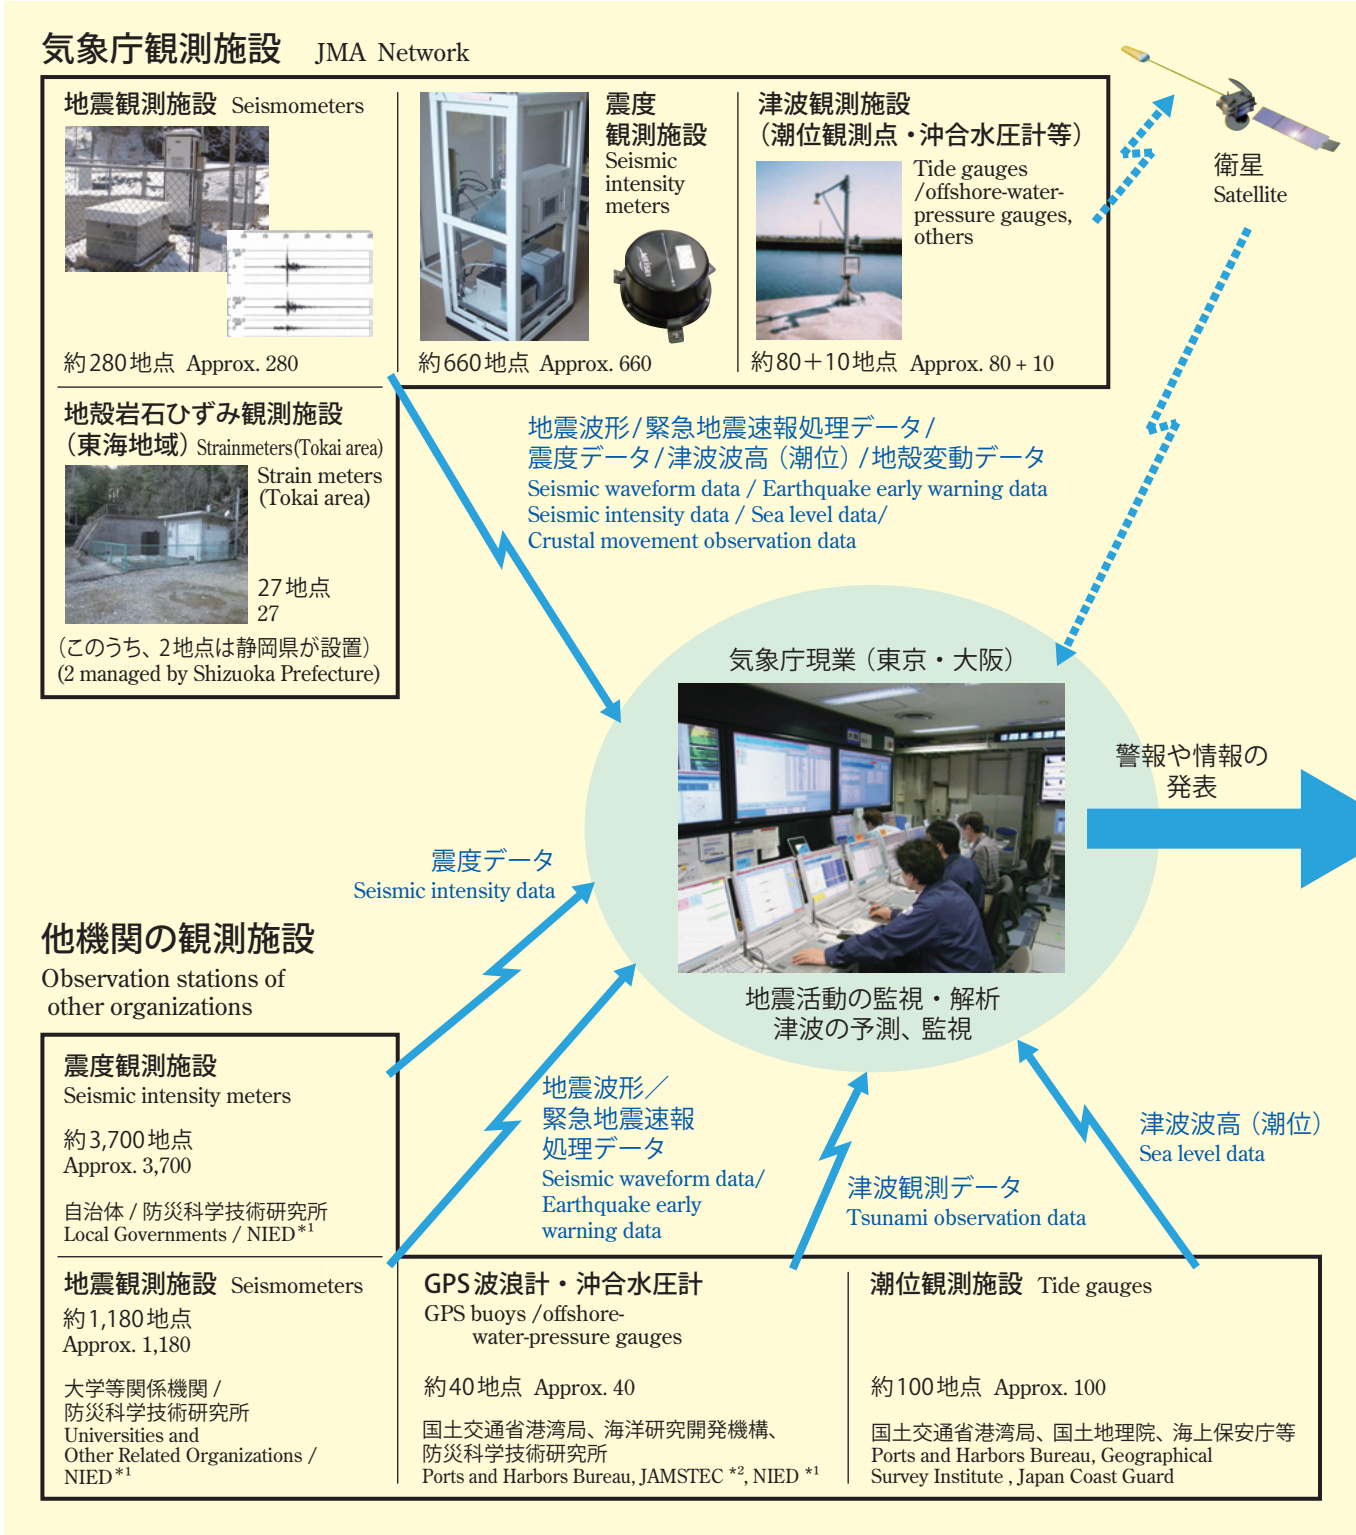 気象庁観測施設 JMA Network
地震観測施設 Seismometers
約280地点 Approx. 280
震度
観測施設
Seismic
intensity
meters
MEISEI
約660地点 Approx. 660
津波観測施設
（潮位観測点・沖合水圧計等）
Tide gauges
/offshore-water-
pressure gauges,
others
約80＋10地点 Approx. 80 + 10
衛星
Satellite
地殻岩石ひずみ観測施設
（東海地域）Strainmeters(Tokai area)
Strain meters
(Tokai area)
27地点
27
（このうち、2地点は静岡県が設置）
(2 managed by Shizuoka Prefecture)
地震波形/緊急地震速報処理データ/
震度データ/津波波高（潮位）/地殻変動データ
Seismic waveform data / Earthquake early warning data
Seismic intensity data / Sea level data/
Crustal movement observation data
気象庁現業（東京・大阪）
地震活動の監視・解析
津波の予測、監視
警報や情報の
発表
震度データ
Seismic intensity data
他機関の観測施設
Observation stations of
other organizations
震度観測施設
Seismic intensity meters
約3,700地点
Approx. 3,700
自治体 / 防災科学技術研究所
Local Governments / NIED*1
地震観測施設 Seismometers
約1,180地点
Approx. 1,180
大学等関係機関 /
防災科学技術研究所
Universities and
Other Related Organizations /
NIED*1
地震波形／
緊急地震速報
処理データ
Seismic waveform data/
Earthquake early
warning data
津波観測データ
Tsunami observation data
津波波高（潮位）
Sea level data
GPS波浪計・沖合水圧計
GPS buoys /offshore-
water-pressure gauges
約40地点 Approx. 40
国土交通省港湾局、海洋研究開発機構、
防災科学技術研究所
Ports and Harbors Bureau, JAMSTEC *2, NIED *1
潮位観測施設 Tide gauges
約100地点 Approx. 100
国土交通省港湾局、国土地理院、海上保安庁等
Ports and Harbors Bureau, Geographical
Survey Institute , Japan Coast Guard